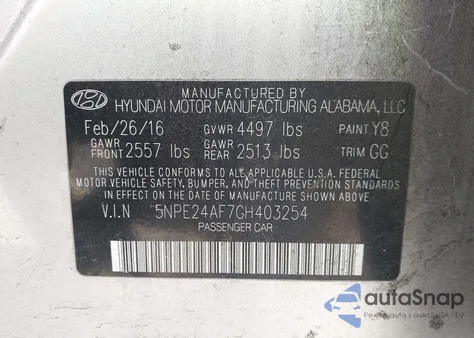 MANUFACTURED BY
HYUNDAI MOTOR MANUFACTURING ALABAMA, LLC
Feb/26/16 GVWR 4497 lbs PAINT Y8
GAWR FRONT 2557 lbs GAWR REAR 2513 lbs TRIM GG
THIS VEHICLE CONFORMS TO ALL APPLICABLE U.S.A. FEDERAL
MOTOR VEHICLE SAFETY, BUMPER, AND THEFT PREVENTION STANDARDS
IN EFFECT ON THE DATE OF MANUFACTURE SHOWN ABOVE.
V.I.N 5NPE24AF7GH403254
PASSENGER CAR
autoSnap